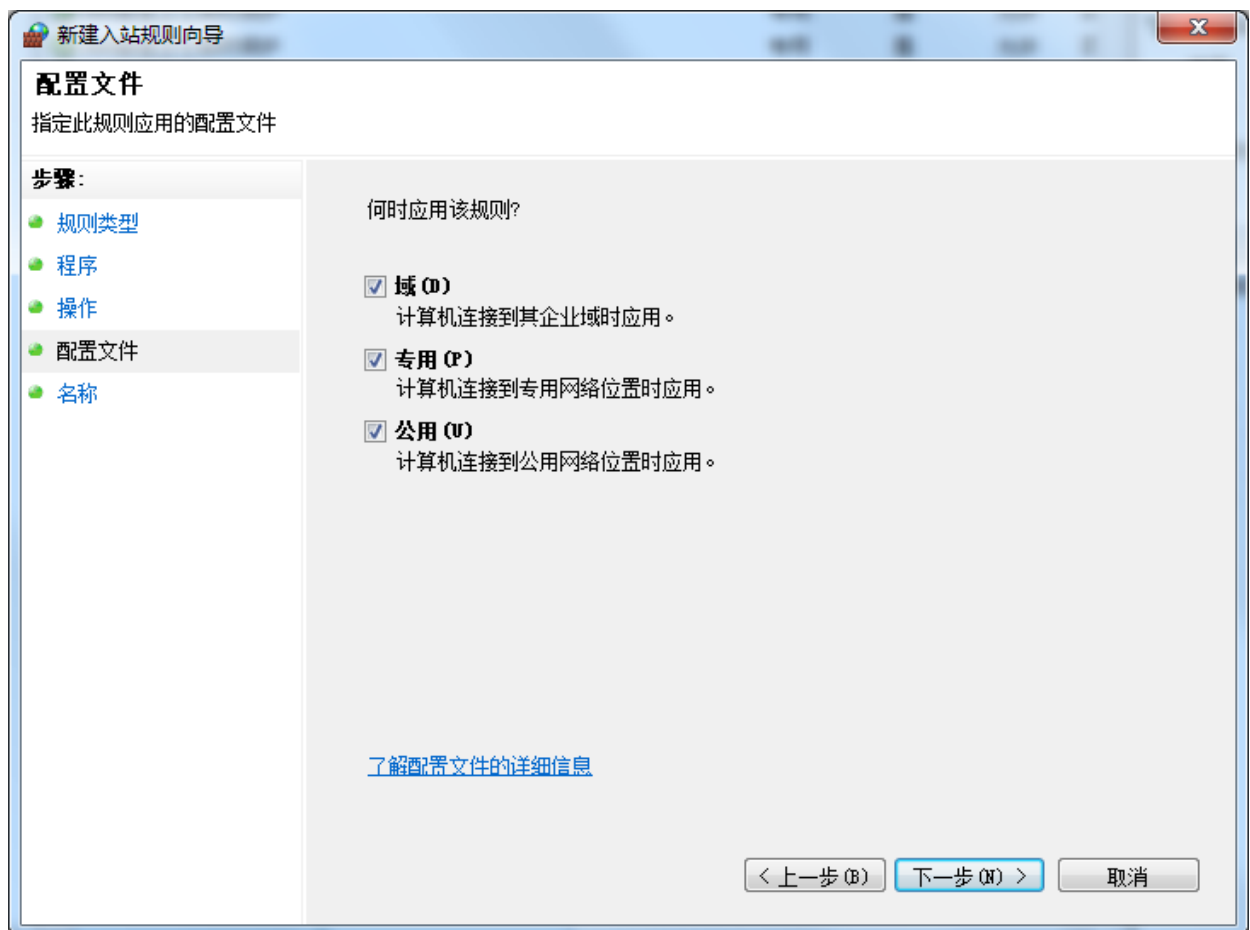 新建入站规则向导
配置文件
指定此规则应用的配置文件
步骤:
规则类型
程序
操作
配置文件
名称
何时应用该规则?
域(D)
计算机连接到其企业域时应用。
专用(P)
计算机连接到专用网络位置时应用。
公用(U)
计算机连接到公用网络位置时应用。
了解配置文件的详细信息
< 上一步(B) 下一步(N) > 取消